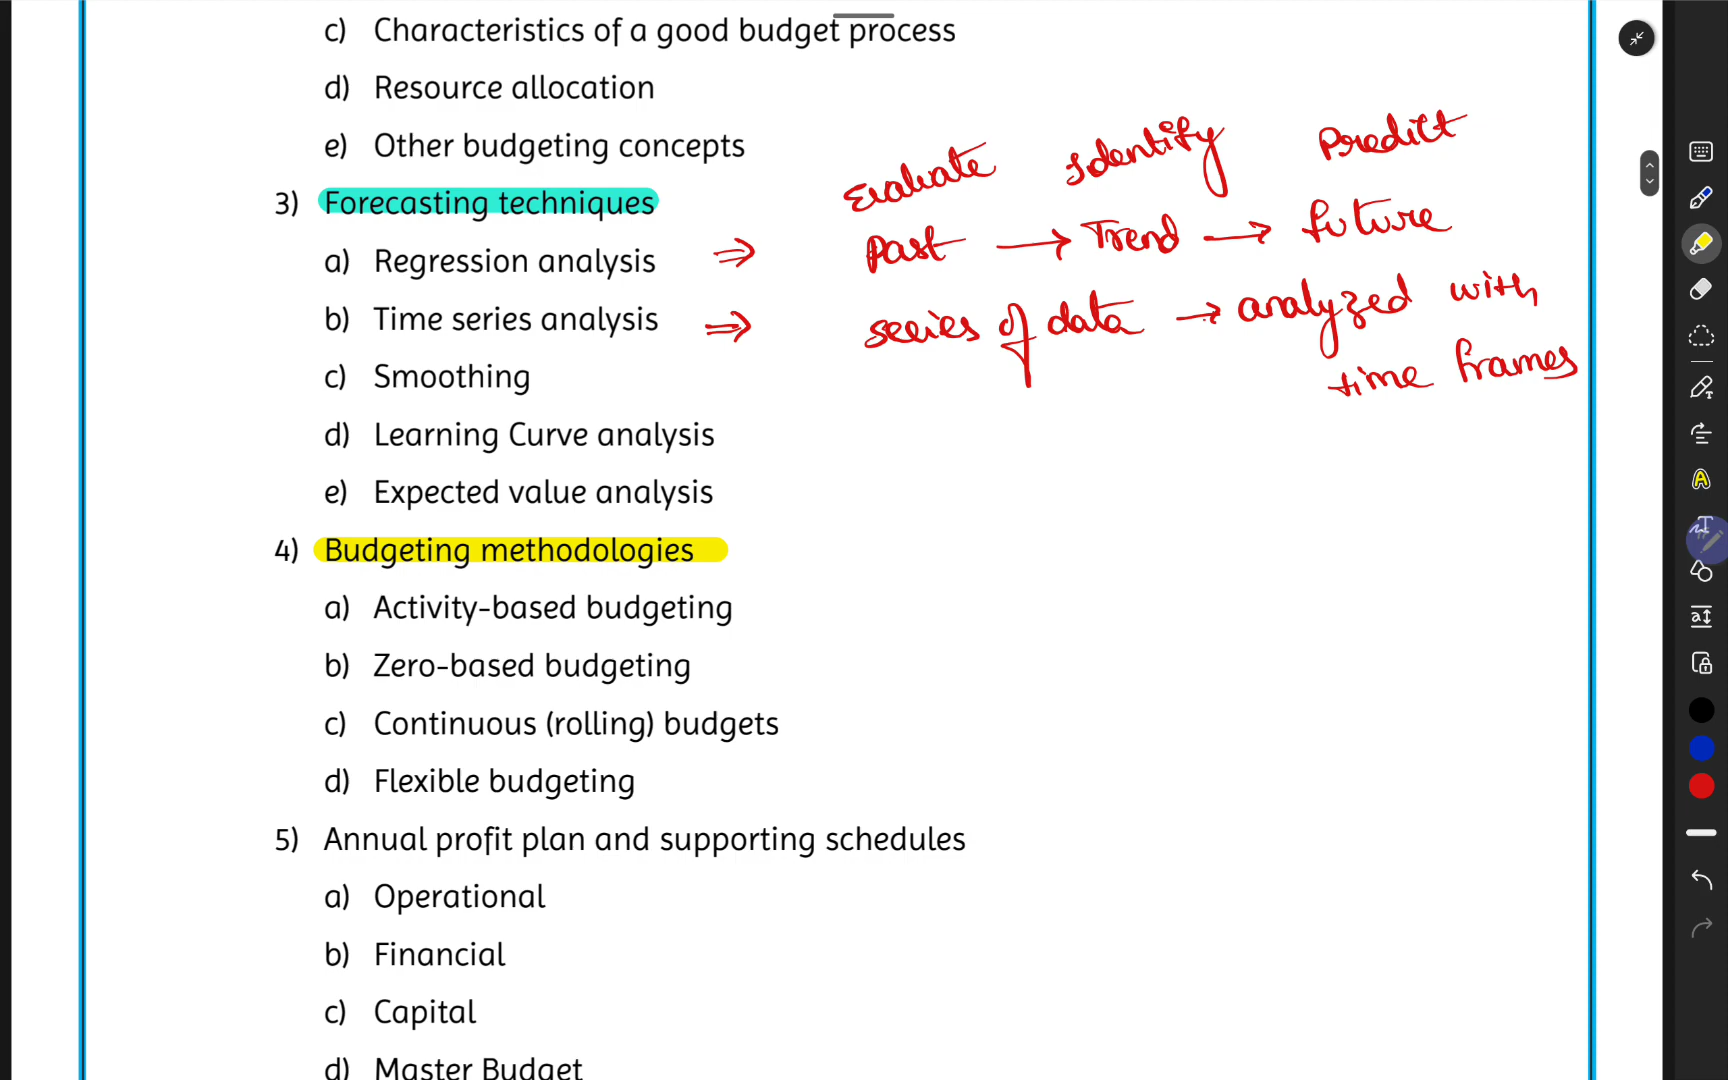 c) Characteristics of a good budget process
d) Resource allocation
e) Other budgeting concepts
Evaluate Identify Predict
3) Forecasting techniques
Past → Trend → future
a) Regression analysis ⇒
series of data → analyzed with
b) Time series analysis ⇒
time frames
c) Smoothing
d) Learning Curve analysis
e) Expected value analysis
4) Budgeting methodologies
a) Activity-based budgeting
b) Zero-based budgeting
c) Continuous (rolling) budgets
d) Flexible budgeting
5) Annual profit plan and supporting schedules
a) Operational
b) Financial
c) Capital
d) Master Budget